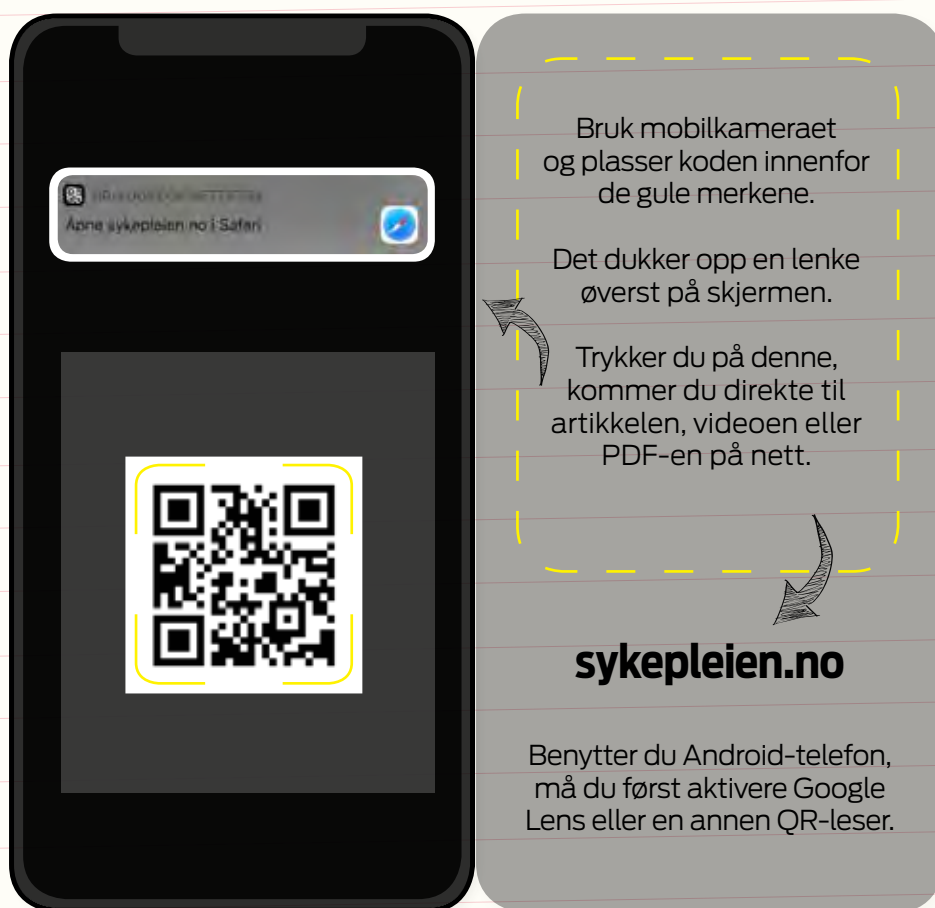 Åpne sykepleien.no i Safari
Bruk mobilkameraet
og plasser koden innenfor
de gule merkene.
Det dukker opp en lenke
øverst på skjermen.
Trykker du på denne,
kommer du direkte til
artikkelen, videoen eller
PDF-en på nett.
sykepleien.no
Benytter du Android-telefon,
må du først aktivere Google
Lens eller en annen QR-leser.